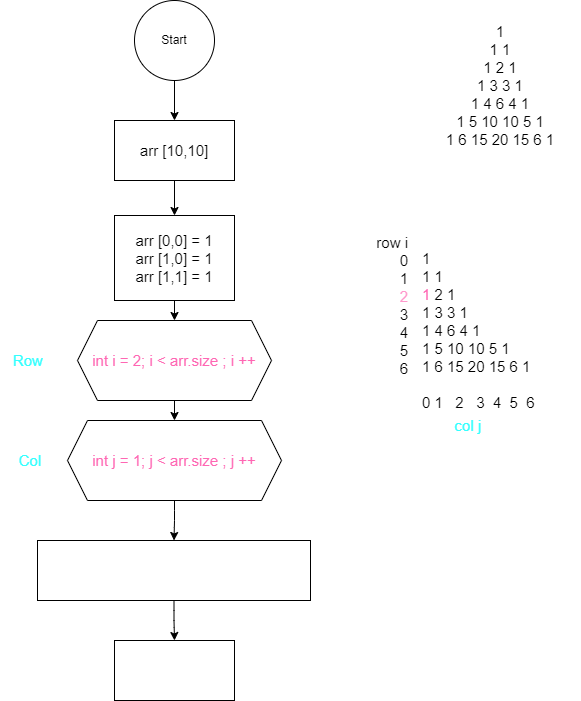 Start
arr [10,10]
arr [0,0] = 1
arr [1,0] = 1
arr [1,1] = 1
Row
int i = 2; i < arr.size ; i ++
Col
int j = 1; j < arr.size ; j ++
1
1 1
1 2 1
1 3 3 1
1 4 6 4 1
1 5 10 10 5 1
1 6 15 20 15 6 1
row i
0 1
1 1 1
2 1 2 1
3 1 3 3 1
4 1 4 6 4 1
5 1 5 10 10 5 1
6 1 6 15 20 15 6 1
0 1 2 3 4 5 6
col j